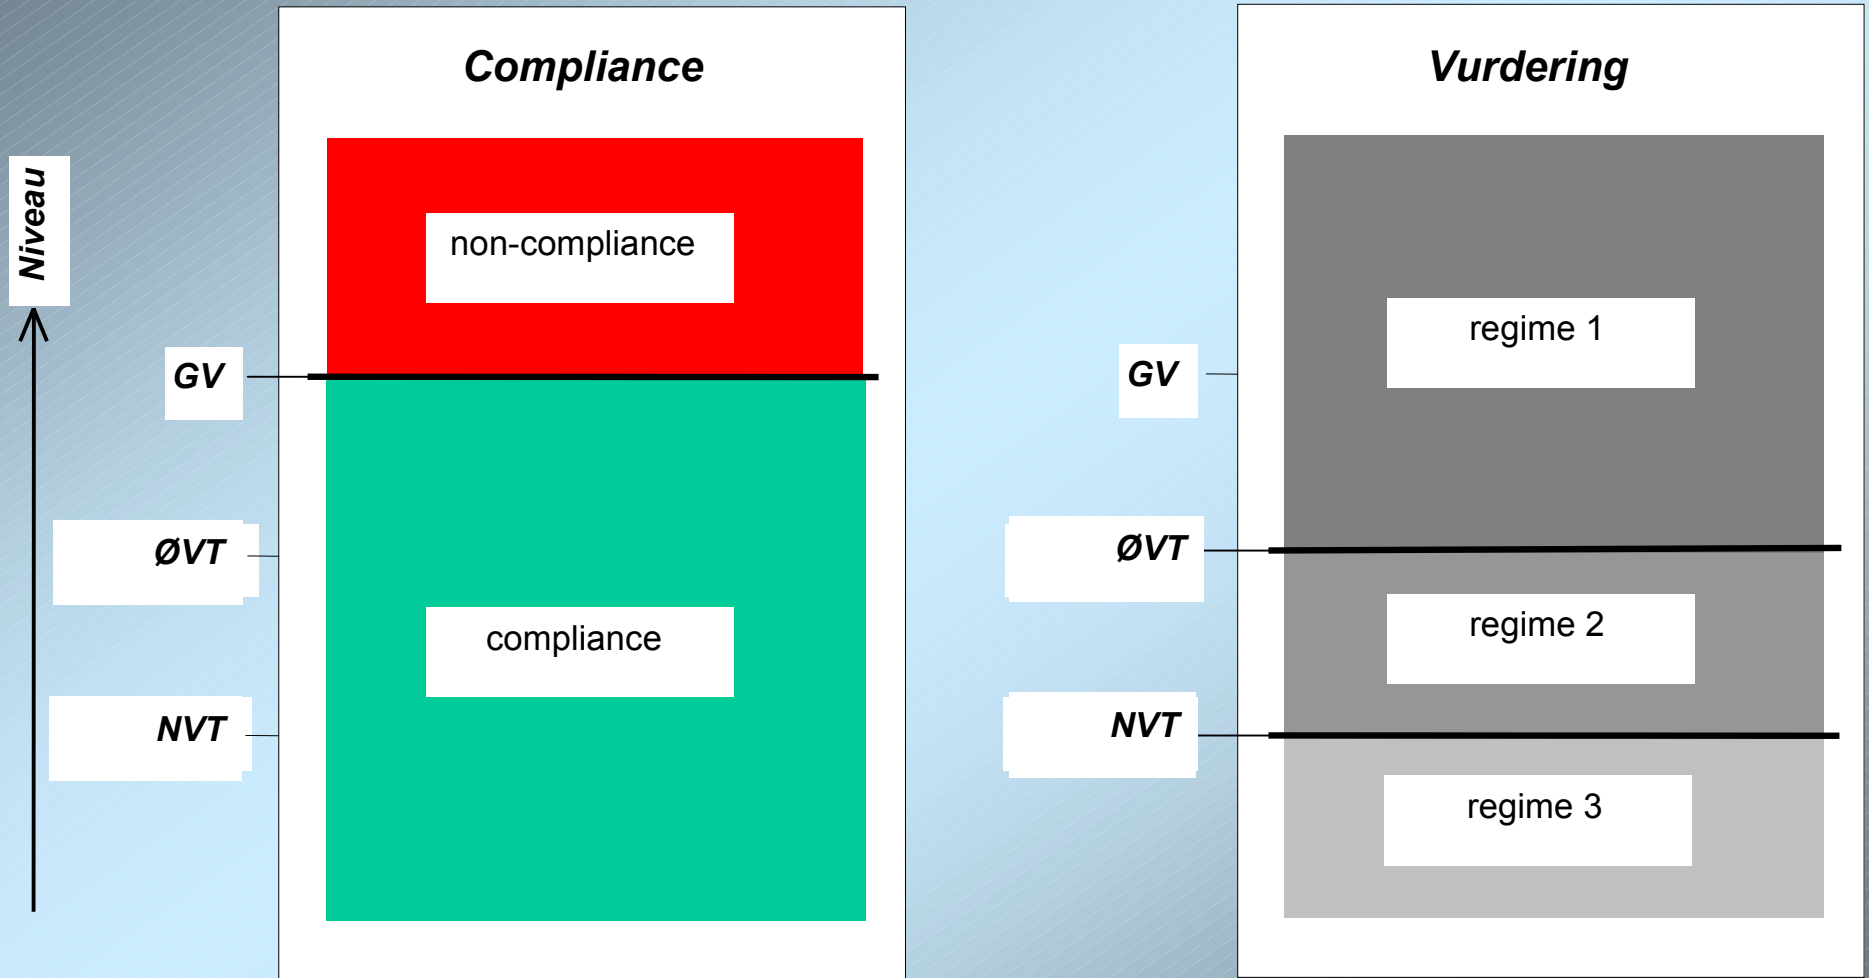 Niveau
Compliance
non-compliance
GV
ØVT
compliance
NVT
Vurdering
regime 1
GV
ØVT
regime 2
NVT
regime 3